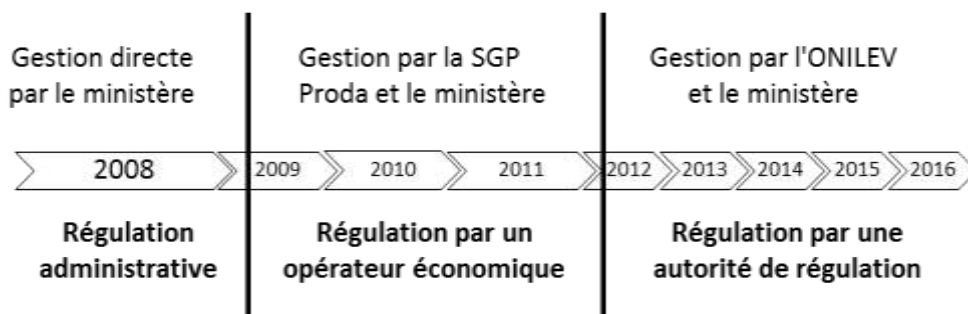 Gestion directe
par le ministère
Gestion par la SGP
Proda et le ministère
Gestion par l'ONILEV
et le ministère
2008 2009 2010 2011 2012 2013 2014 2015 2016
Régulation
administrative
Régulation par un
opérateur économique
Régulation par une
autorité de régulation